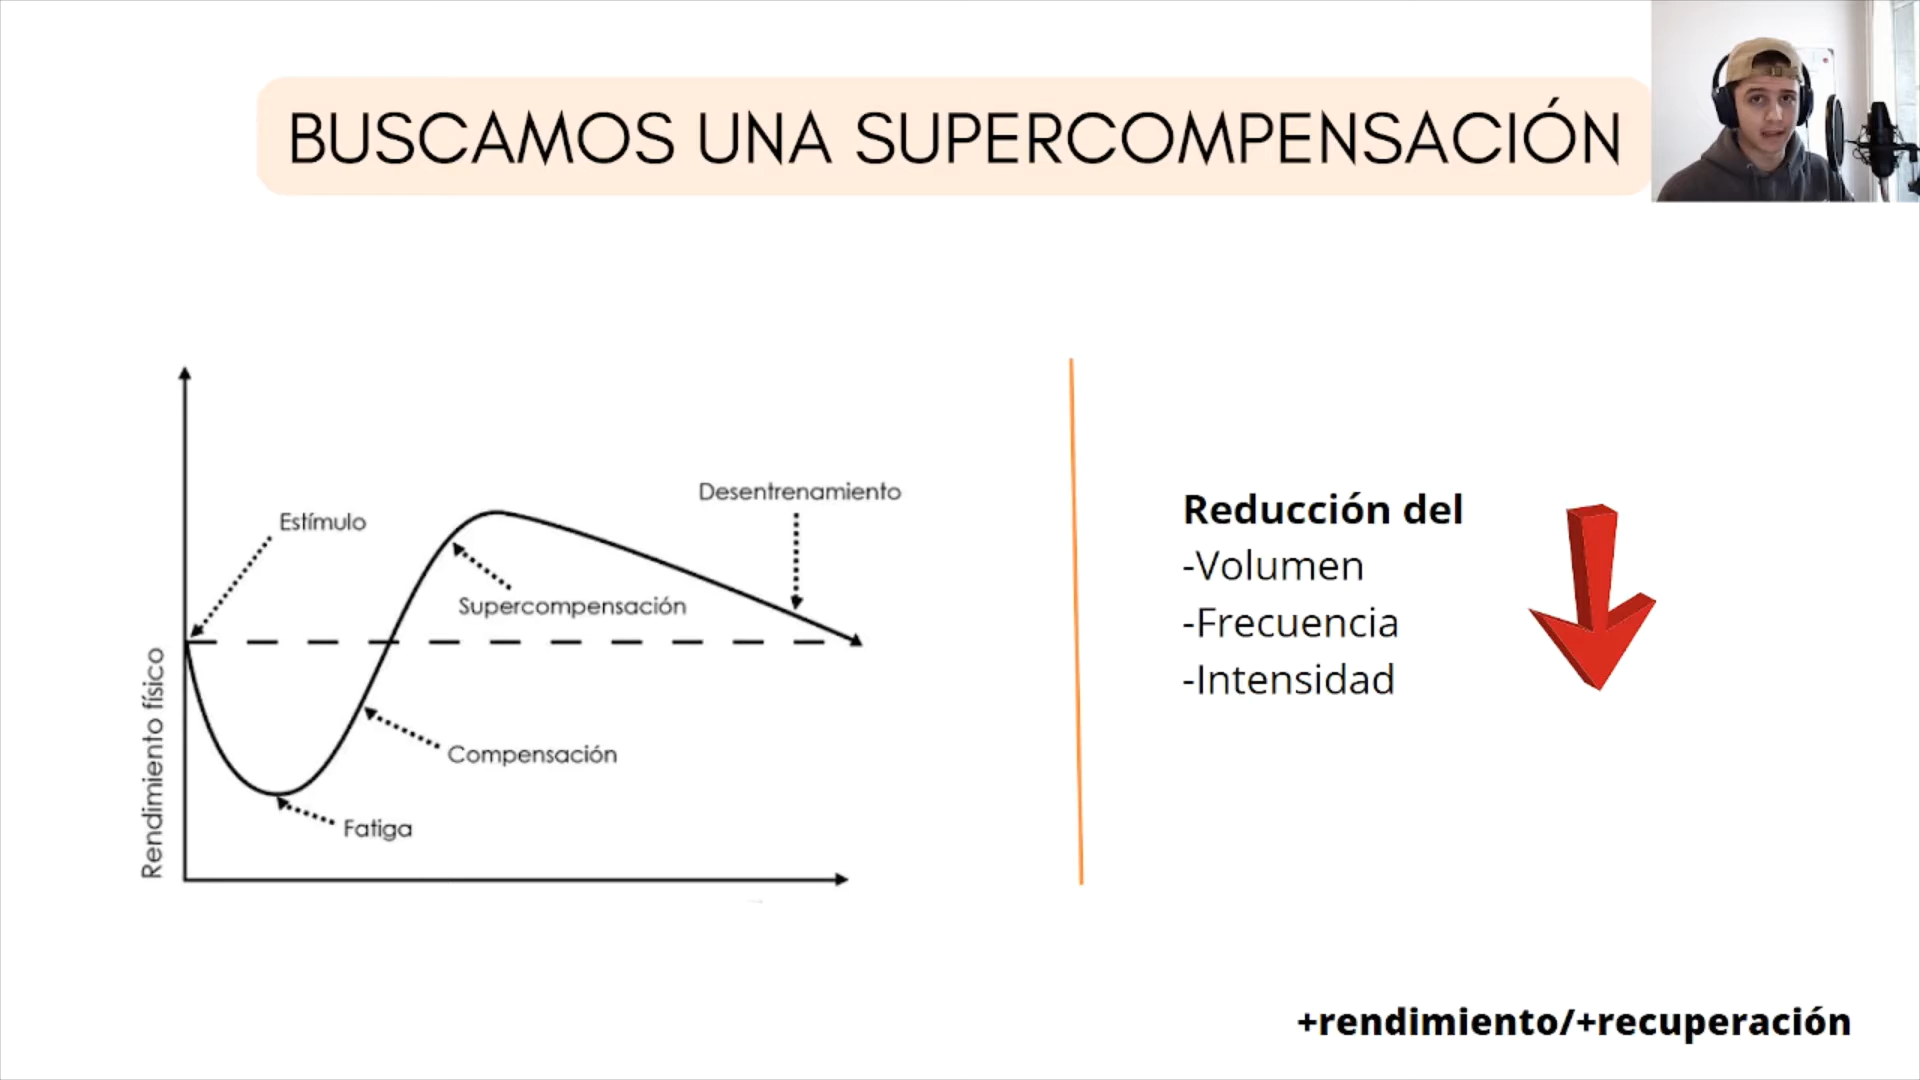 BUSCAMOS UNA SUPERCOMPENSACIÓN
Desentrenamiento
Estímulo
Supercompensación
Compensación
Fatiga
Rendimiento físico
Reducción del
-Volumen
-Frecuencia
-Intensidad
+rendimiento/+recuperación